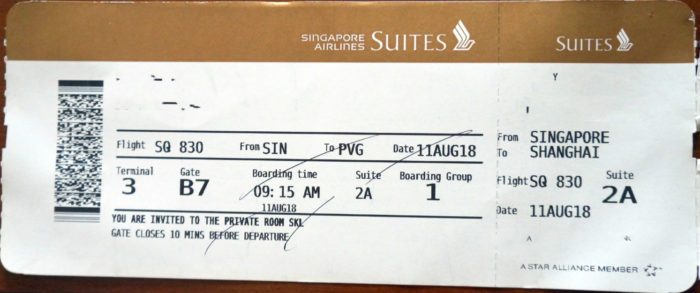 SINGAPORE AIRLINES SUITES
SUITES
Y
Flight SQ 830 From SIN To PVG Date 11AUG18
Terminal Gate Boarding time Suite Boarding Group
3 B7 09:15 AM 2A 1
11AUG18
YOU ARE INVITED TO THE PRIVATE ROOM SKL
GATE CLOSES 10 MINS BEFORE DEPARTURE
From SINGAPORE
To SHANGHAI
Flight SQ 830 Suite
2A
Date 11AUG18
A STAR ALLIANCE MEMBER